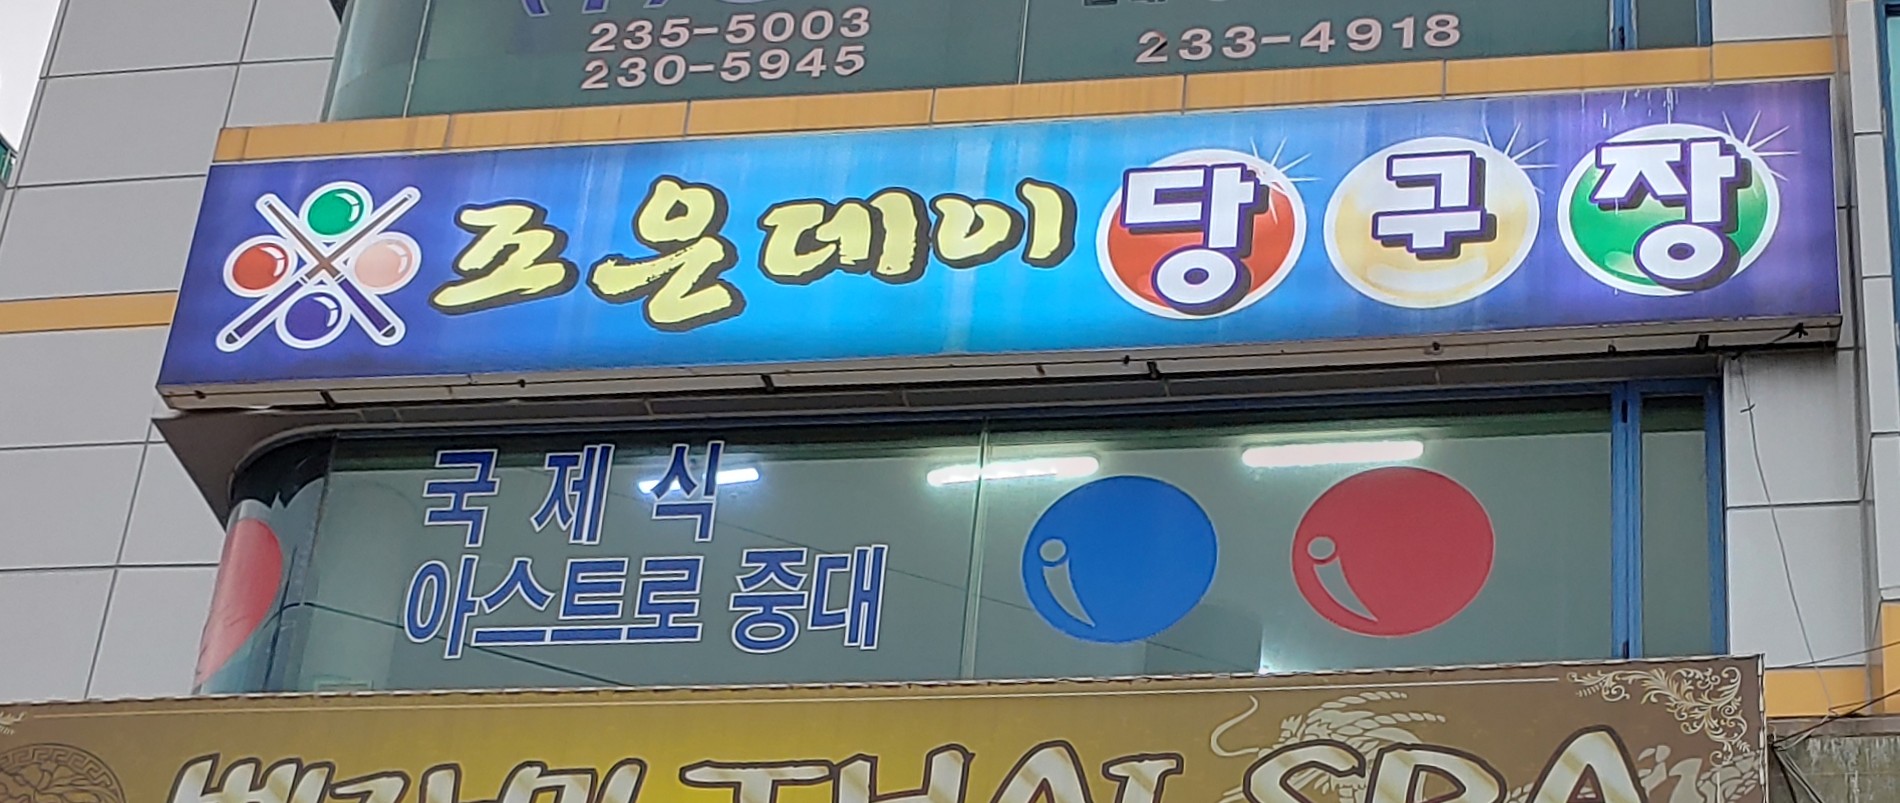 235-5003
230-5945
233-4918
조은데이 당구장
국제식
아스트로 중대
THAI SPA